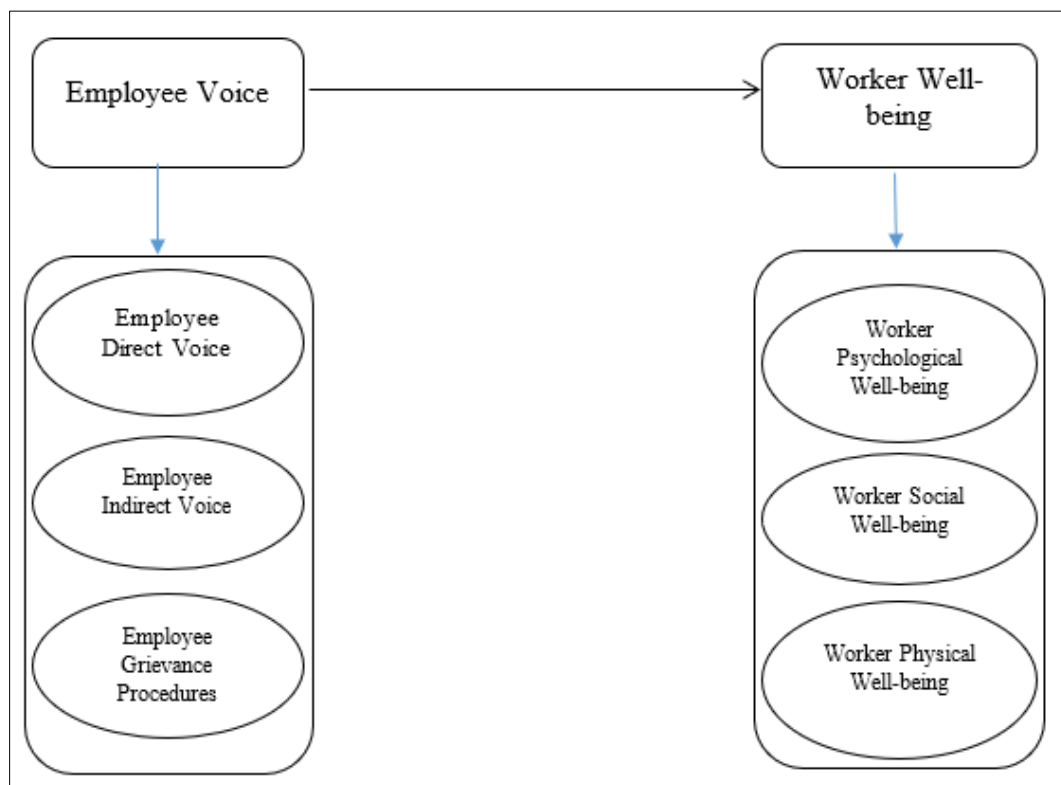 Employee Voice
Worker Well-
being
Employee
Direct Voice
Employee
Indirect Voice
Employee
Grievance
Procedures
Worker
Psychological
Well-being
Worker Social
Well-being
Worker Physical
Well-being